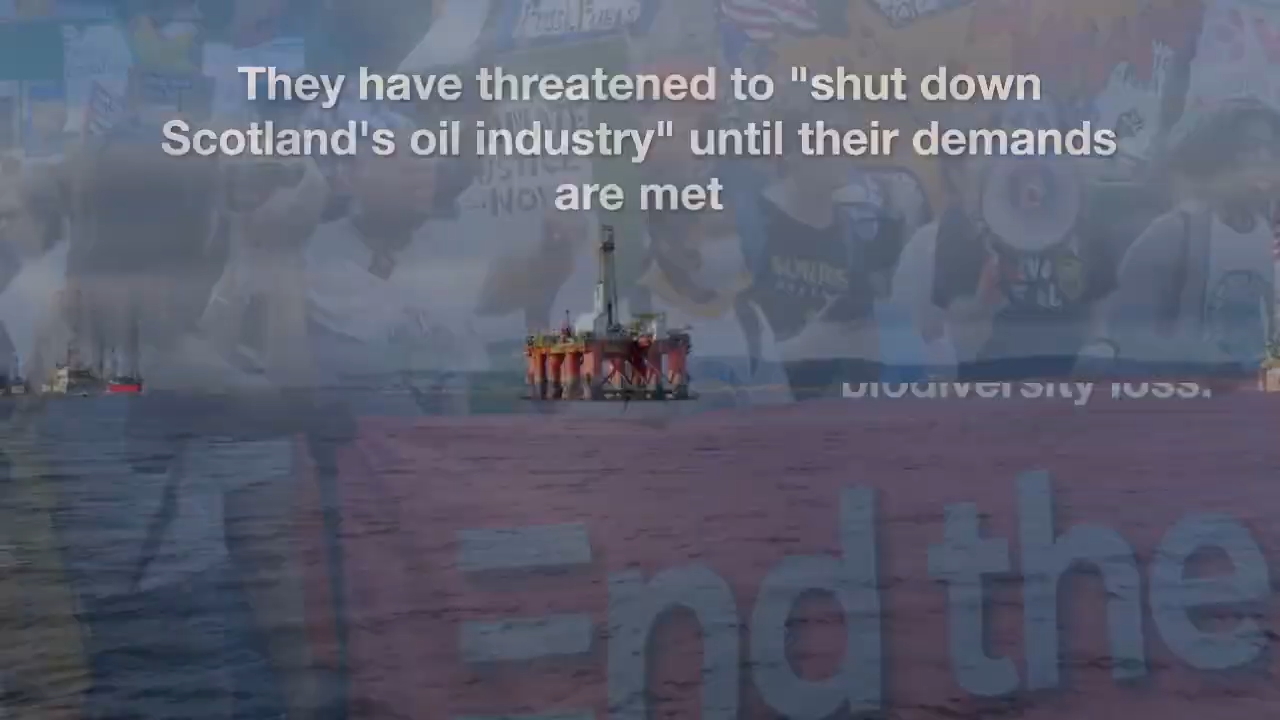 They have threatened to "shut down
Scotland's oil industry" until their demands
are met
biodiversity loss.
End the